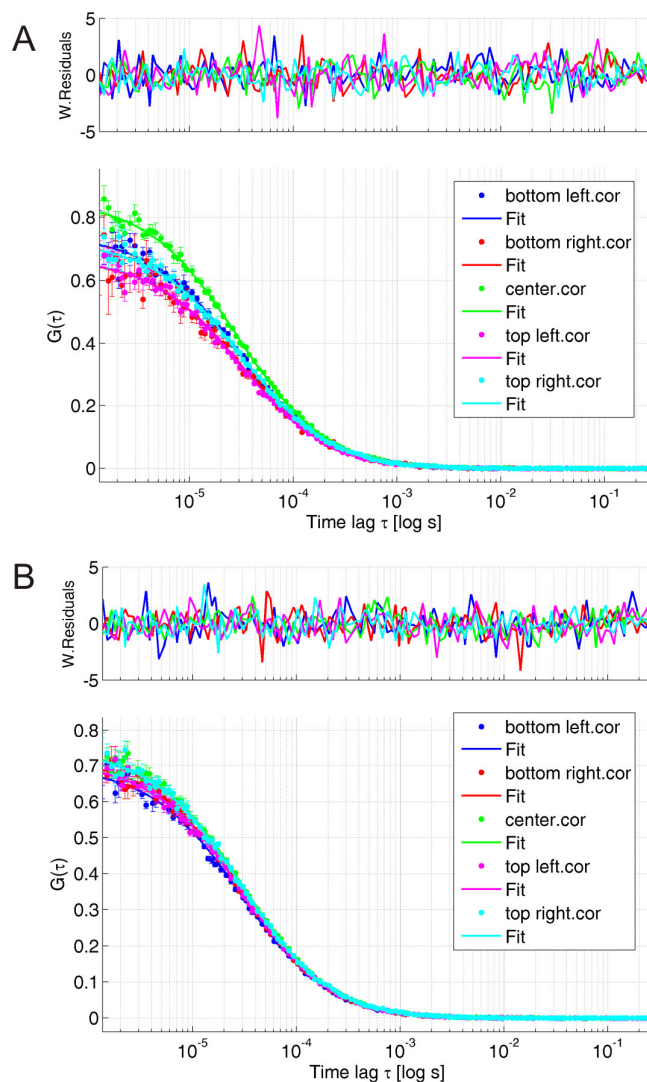 A
5
0
-5
W.Residuals
0.8
0.6
0.4
0.2
0
G(τ)
bottom left.cor
Fit
bottom right.cor
Fit
center.cor
Fit
top left.cor
Fit
top right.cor
Fit
10⁻⁵ 10⁻⁴ 10⁻³ 10⁻² 10⁻¹
Time lag τ [log s]
B
5
0
-5
W.Residuals
0.8
0.7
0.6
0.5
0.4
0.3
0.2
0.1
0
G(τ)
bottom left.cor
Fit
bottom right.cor
Fit
center.cor
Fit
top left.cor
Fit
top right.cor
Fit
10⁻⁵ 10⁻⁴ 10⁻³ 10⁻² 10⁻¹
Time lag τ [log s]